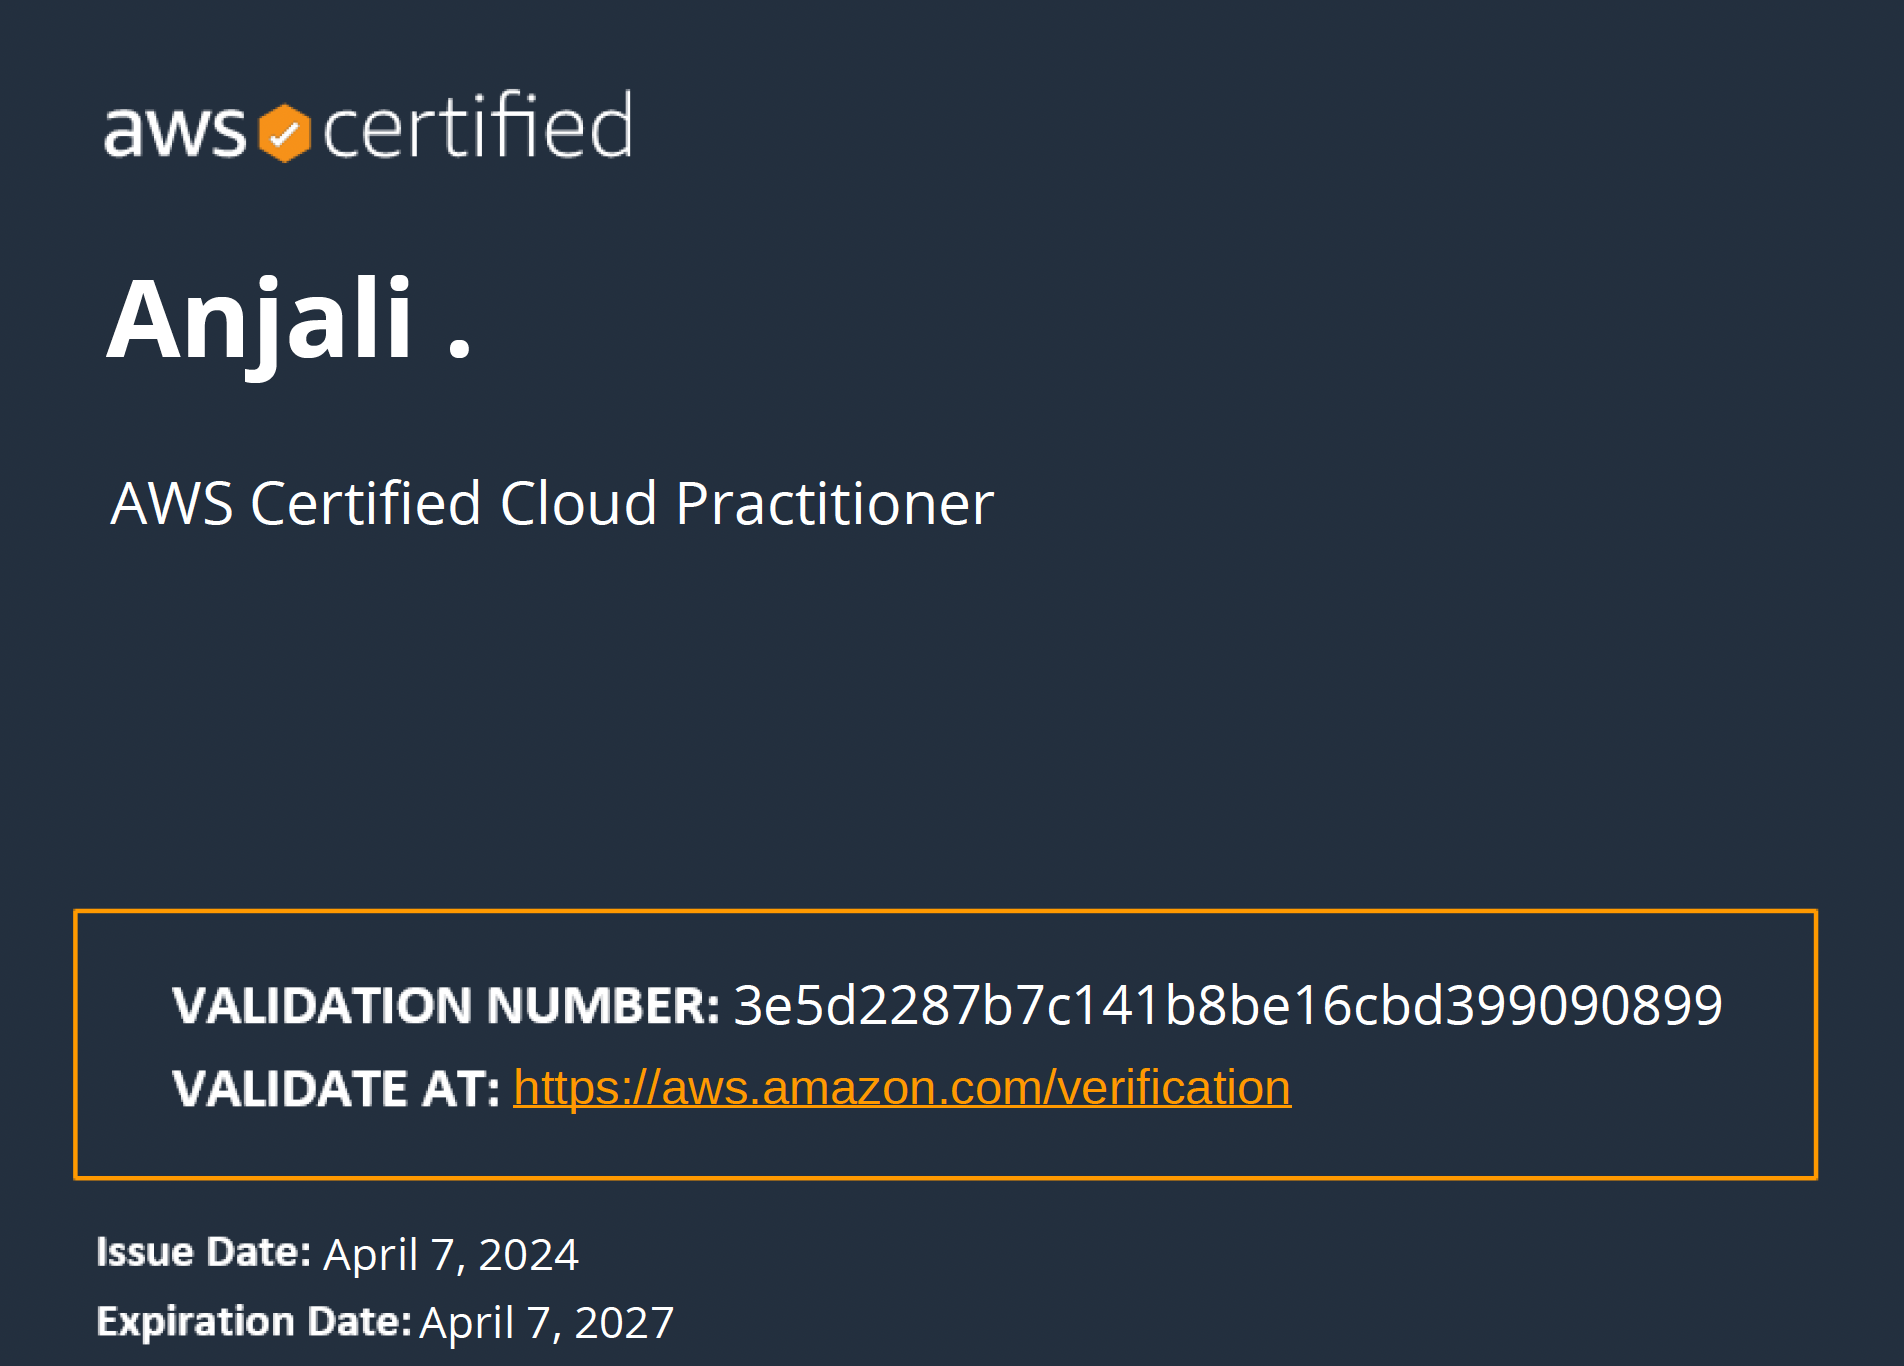 aws certified
Anjali .
AWS Certified Cloud Practitioner
VALIDATION NUMBER: 3e5d2287b7c141b8be16cbd399090899
VALIDATE AT: https://aws.amazon.com/verification
Issue Date: April 7, 2024
Expiration Date: April 7, 2027